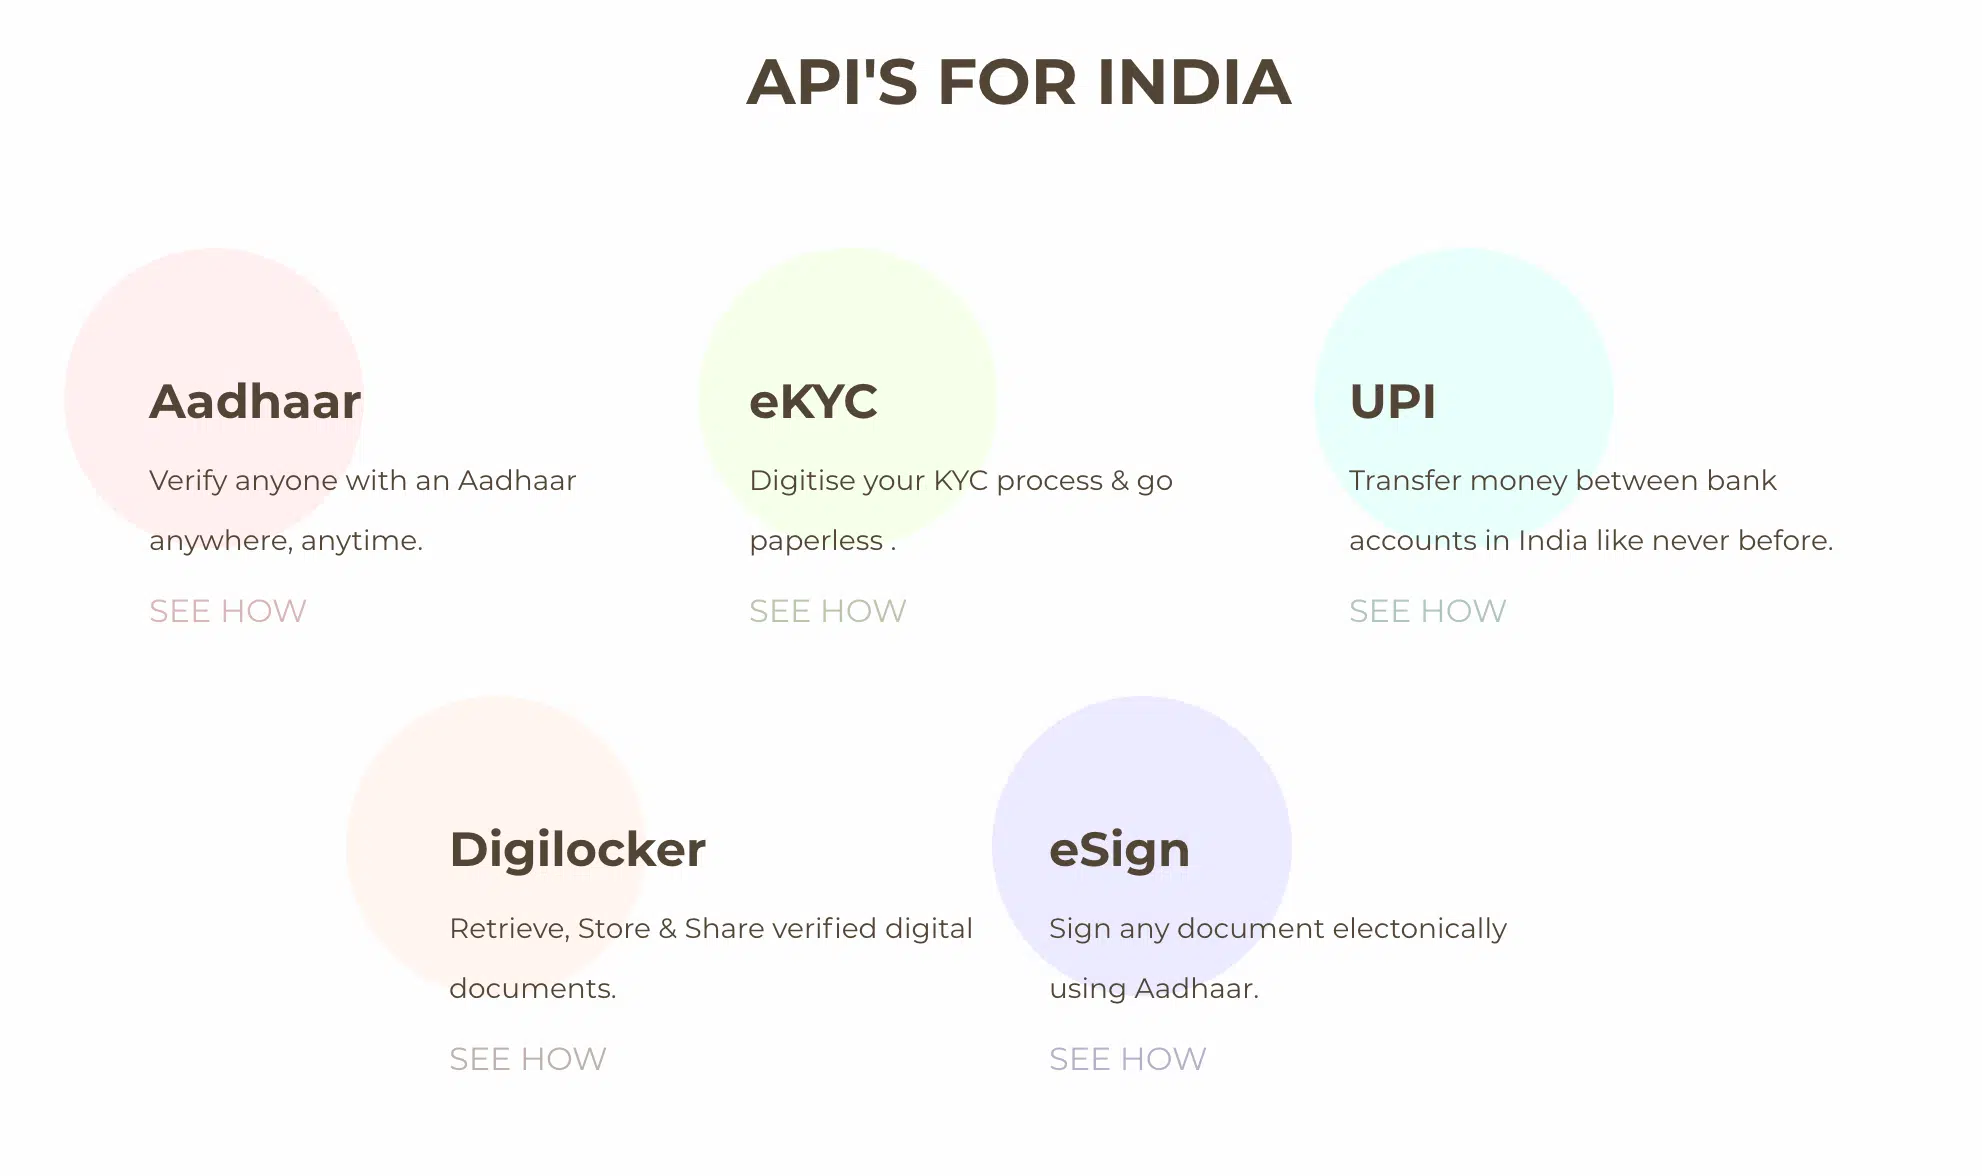 API'S FOR INDIA
Aadhaar
Verify anyone with an Aadhaar
anywhere, anytime.
SEE HOW
eKYC
Digitise your KYC process & go
paperless .
SEE HOW
UPI
Transfer money between bank
accounts in India like never before.
SEE HOW
Digilocker
Retrieve, Store & Share verified digital
documents.
SEE HOW
eSign
Sign any document electonically
using Aadhaar.
SEE HOW